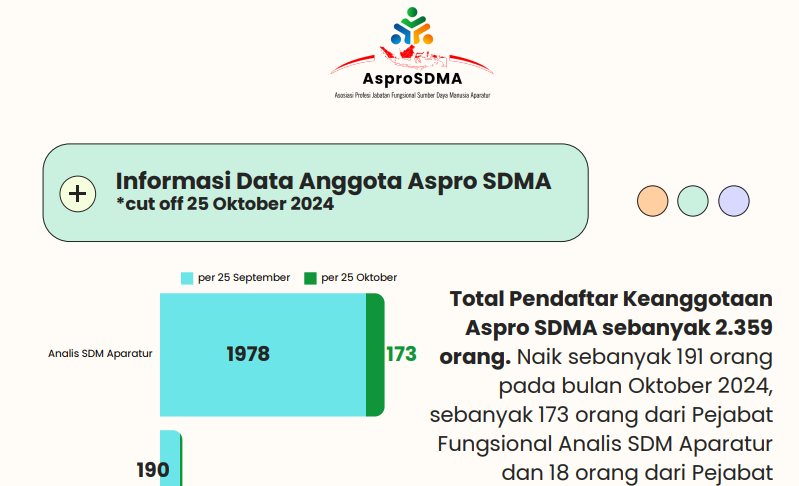 AsproSDMA
Asosiasi Profesi Jabatan Fungsional Sumber Daya Manusia Aparatur
Informasi Data Anggota Aspro SDMA
*cut off 25 Oktober 2024
per 25 September per 25 Oktober
Analis SDM Aparatur 1978 173
190
Total Pendaftar Keanggotaan
Aspro SDMA sebanyak 2.359
orang. Naik sebanyak 191 orang
pada bulan Oktober 2024,
sebanyak 173 orang dari Pejabat
Fungsional Analis SDM Aparatur
dan 18 orang dari Pejabat